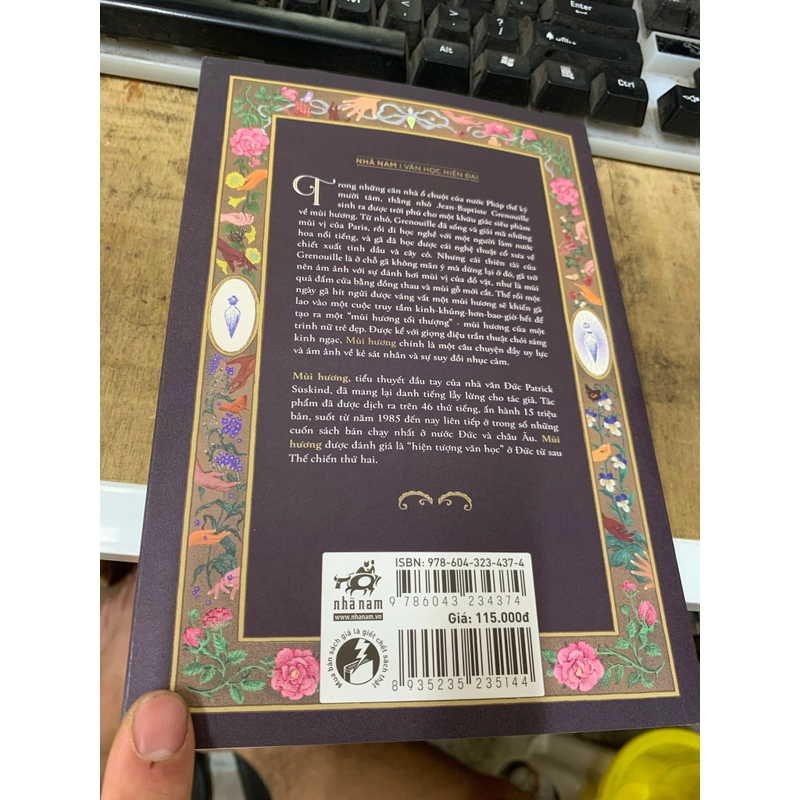 Enter
Shift
Alt
Ctrl
NHÃ NAM | VĂN HỌC HIỆN ĐẠI
Trong những căn nhà ổ chuột của nước Pháp thế kỷ
mười tám, thằng nhỏ Jean-Baptiste Grenouille
sinh ra được trời phú cho một khứu giác siêu phàm
về mùi hương. Từ nhỏ, Grenouille đã sống và giải mã những
mùi vị của Paris, rồi đi học nghề với một người làm nước
hoa nổi tiếng, và gã đã học được cái nghệ thuật cổ xưa về
chiết xuất tinh dầu và cây cỏ. Nhưng cái thiên tài của
Grenouille là ở chỗ gã không mãn ý mà dừng lại ở đó, gã trở
nên ám ảnh với sự đánh hơi mùi vị của đồ vật, như là mùi
quả đấm cửa bằng đồng thau và mùi gỗ mới cắt. Thế rồi một
ngày gã hít ngửi được váng vất một mùi hương sẽ khiến gã
lao vào một cuộc truy tầm kinh-khủng-hơn-bao-giờ-hết để
tạo ra một "mùi hương tối thượng" - mùi hương của một
trinh nữ trẻ đẹp. Được kể với giọng điệu trần thuật chói sáng
kinh ngạc, Mùi hương chính là một câu chuyện đầy uy lực
và ám ảnh về kẻ sát nhân và sự suy đồi nhục cảm.
Mùi hương, tiểu thuyết đầu tay của nhà văn Đức Patrick
Suskind, đã mang lại danh tiếng lẫy lừng cho tác giả. Tác
phẩm đã được dịch ra trên 46 thứ tiếng, ấn hành 15 triệu
bản, suốt từ năm 1985 đến nay liên tiếp ở trong số những
cuốn sách bán chạy nhất ở nước Đức và châu Âu. Mùi
hương được đánh giá là "hiện tượng văn học" ở Đức từ sau
Thế chiến thứ hai.
nhã nam
www.nhanam.vn
Mua bán sách giả là giết chết sách thật
ISBN: 978-604-323-437-4
9 786043 234374
Giá: 115.000đ
8 935235 235144